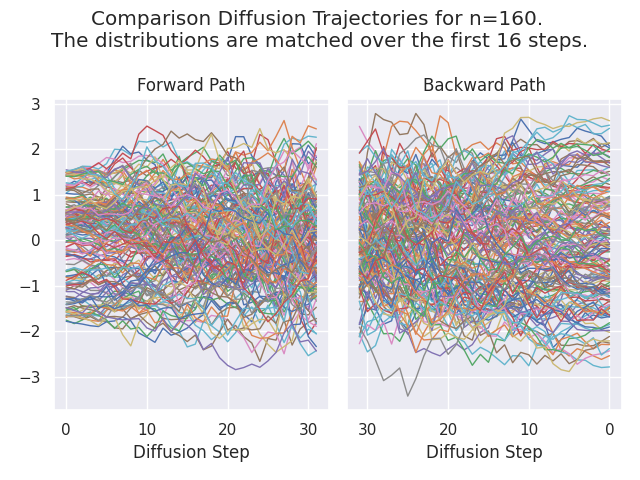 Comparison Diffusion Trajectories for n=160.
The distributions are matched over the first 16 steps.
Forward Path
Backward Path
3
2
1
0
−1
−2
−3
0
10
20
30
30
20
10
0
Diffusion Step
Diffusion Step